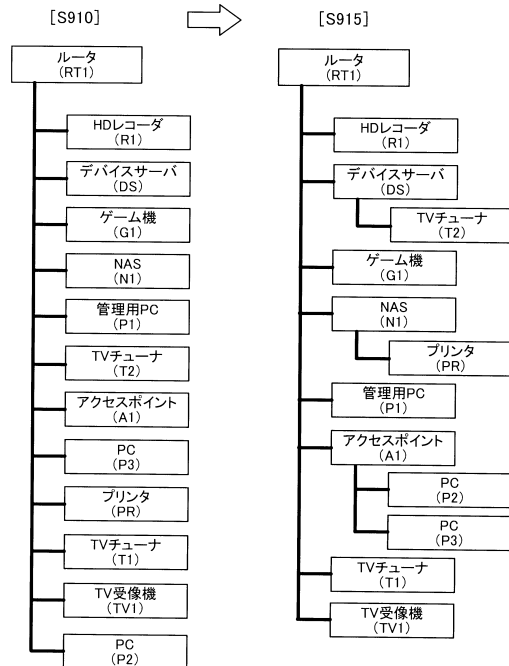 [S910]
[S915]
ルータ
(RT1)
HDレコーダ
(R1)
デバイスサーバ
(DS)
ゲーム機
(G1)
NAS
(N1)
管理用PC
(P1)
TVチューナ
(T2)
アクセスポイント
(A1)
PC
(P3)
プリンタ
(PR)
TVチューナ
(T1)
TV受像機
(TV1)
PC
(P2)
ルータ
(RT1)
HDレコーダ
(R1)
デバイスサーバ
(DS)
TVチューナ
(T2)
ゲーム機
(G1)
NAS
(N1)
プリンタ
(PR)
管理用PC
(P1)
アクセスポイント
(A1)
PC
(P2)
PC
(P3)
TVチューナ
(T1)
TV受像機
(TV1)